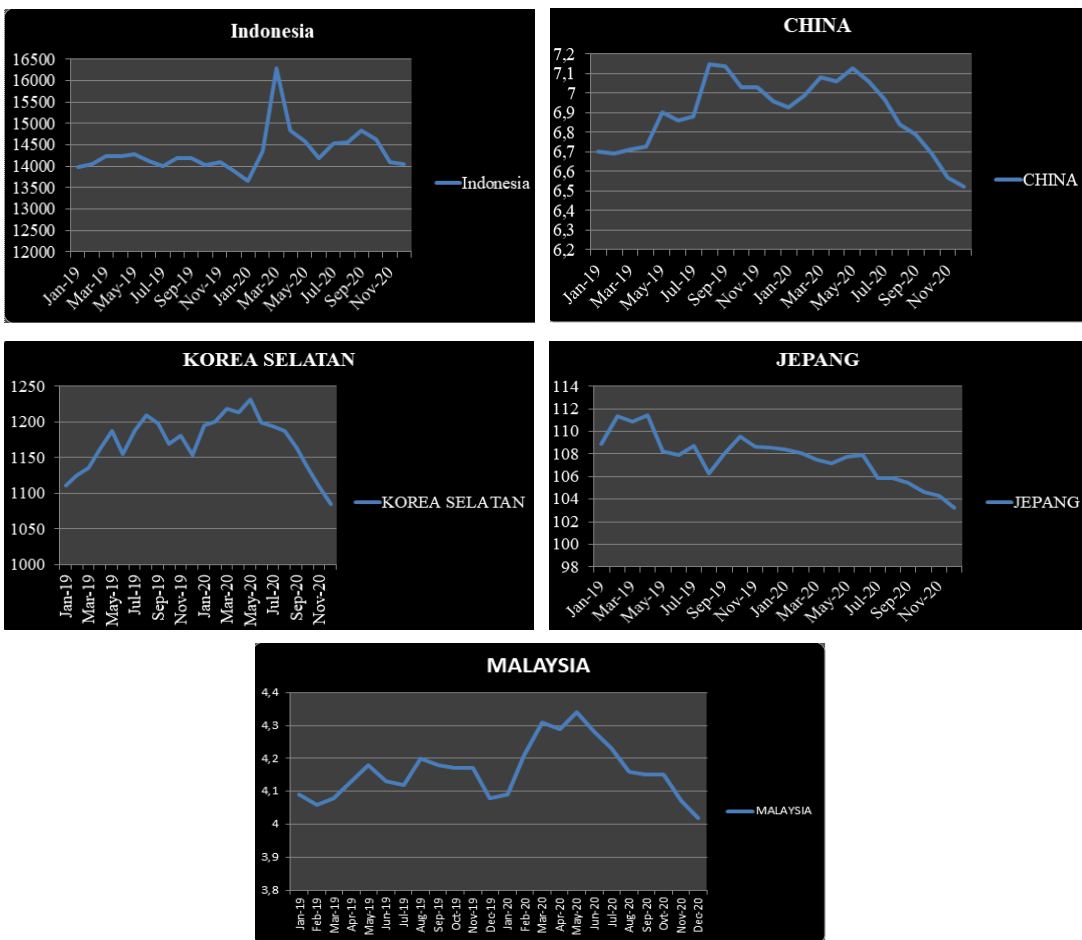 Indonesia
16500
16000
15500
15000
14500
14000
13500
13000
12500
12000
Jan-19
Mar-19
May-19
Jul-19
Sep-19
Nov-19
Jan-20
Mar-20
May-20
Jul-20
Sep-20
Nov-20
Indonesia
CHINA
7,2
7,1
7
6,9
6,8
6,7
6,6
6,5
6,4
6,3
6,2
Jan-19
Mar-19
May-19
Jul-19
Sep-19
Nov-19
Jan-20
Mar-20
May-20
Jul-20
Sep-20
Nov-20
CHINA
KOREA SELATAN
1250
1200
1150
1100
1050
1000
Jan-19
Mar-19
May-19
Jul-19
Sep-19
Nov-19
Jan-20
Mar-20
May-20
Jul-20
Sep-20
Nov-20
KOREA SELATAN
JEPANG
114
112
110
108
106
104
102
100
98
Jan-19
Mar-19
May-19
Jul-19
Sep-19
Nov-19
Jan-20
Mar-20
May-20
Jul-20
Sep-20
Nov-20
JEPANG
MALAYSIA
4,4
4,3
4,2
4,1
4
3,9
3,8
Jan-19
Feb-19
Mar-19
Apr-19
May-19
Jun-19
Jul-19
Aug-19
Sep-19
Oct-19
Nov-19
Dec-19
Jan-20
Feb-20
Mar-20
Apr-20
May-20
Jun-20
Jul-20
Aug-20
Sep-20
Ovt-20
Nov-20
Dec-20
MALAYSIA